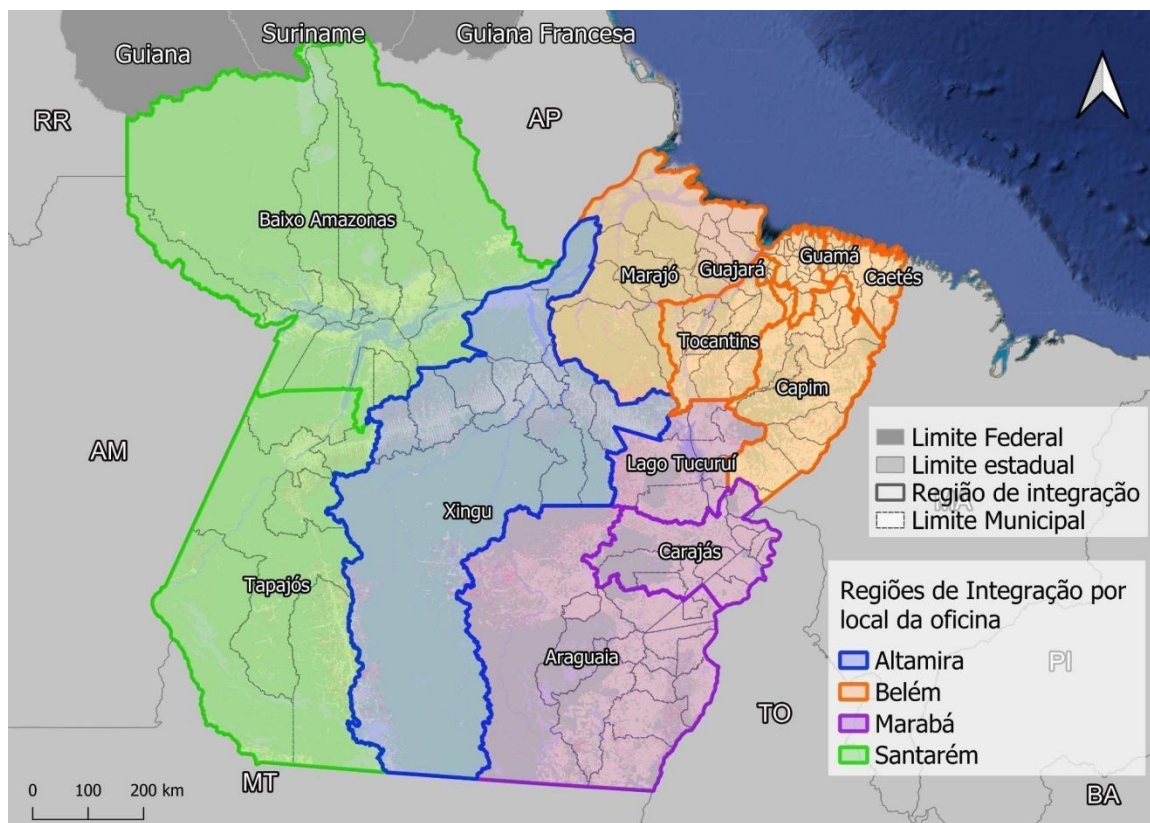 Suriname
Guiana Francesa
Guiana
RR
AP
Baixo Amazonas
Marajó
Guajará
Guamá
Caetés
Tocantins
Capim
AM
Lago Tucuruí
Xingu
Carajás
Tapajós
Araguaia
TO
MT
BA
MA
PI
Limite Federal
Limite estadual
Região de integração
Limite Municipal
Regiões de Integração por
local da oficina
Altamira
Belém
Marabá
Santarém
0 100 200 km